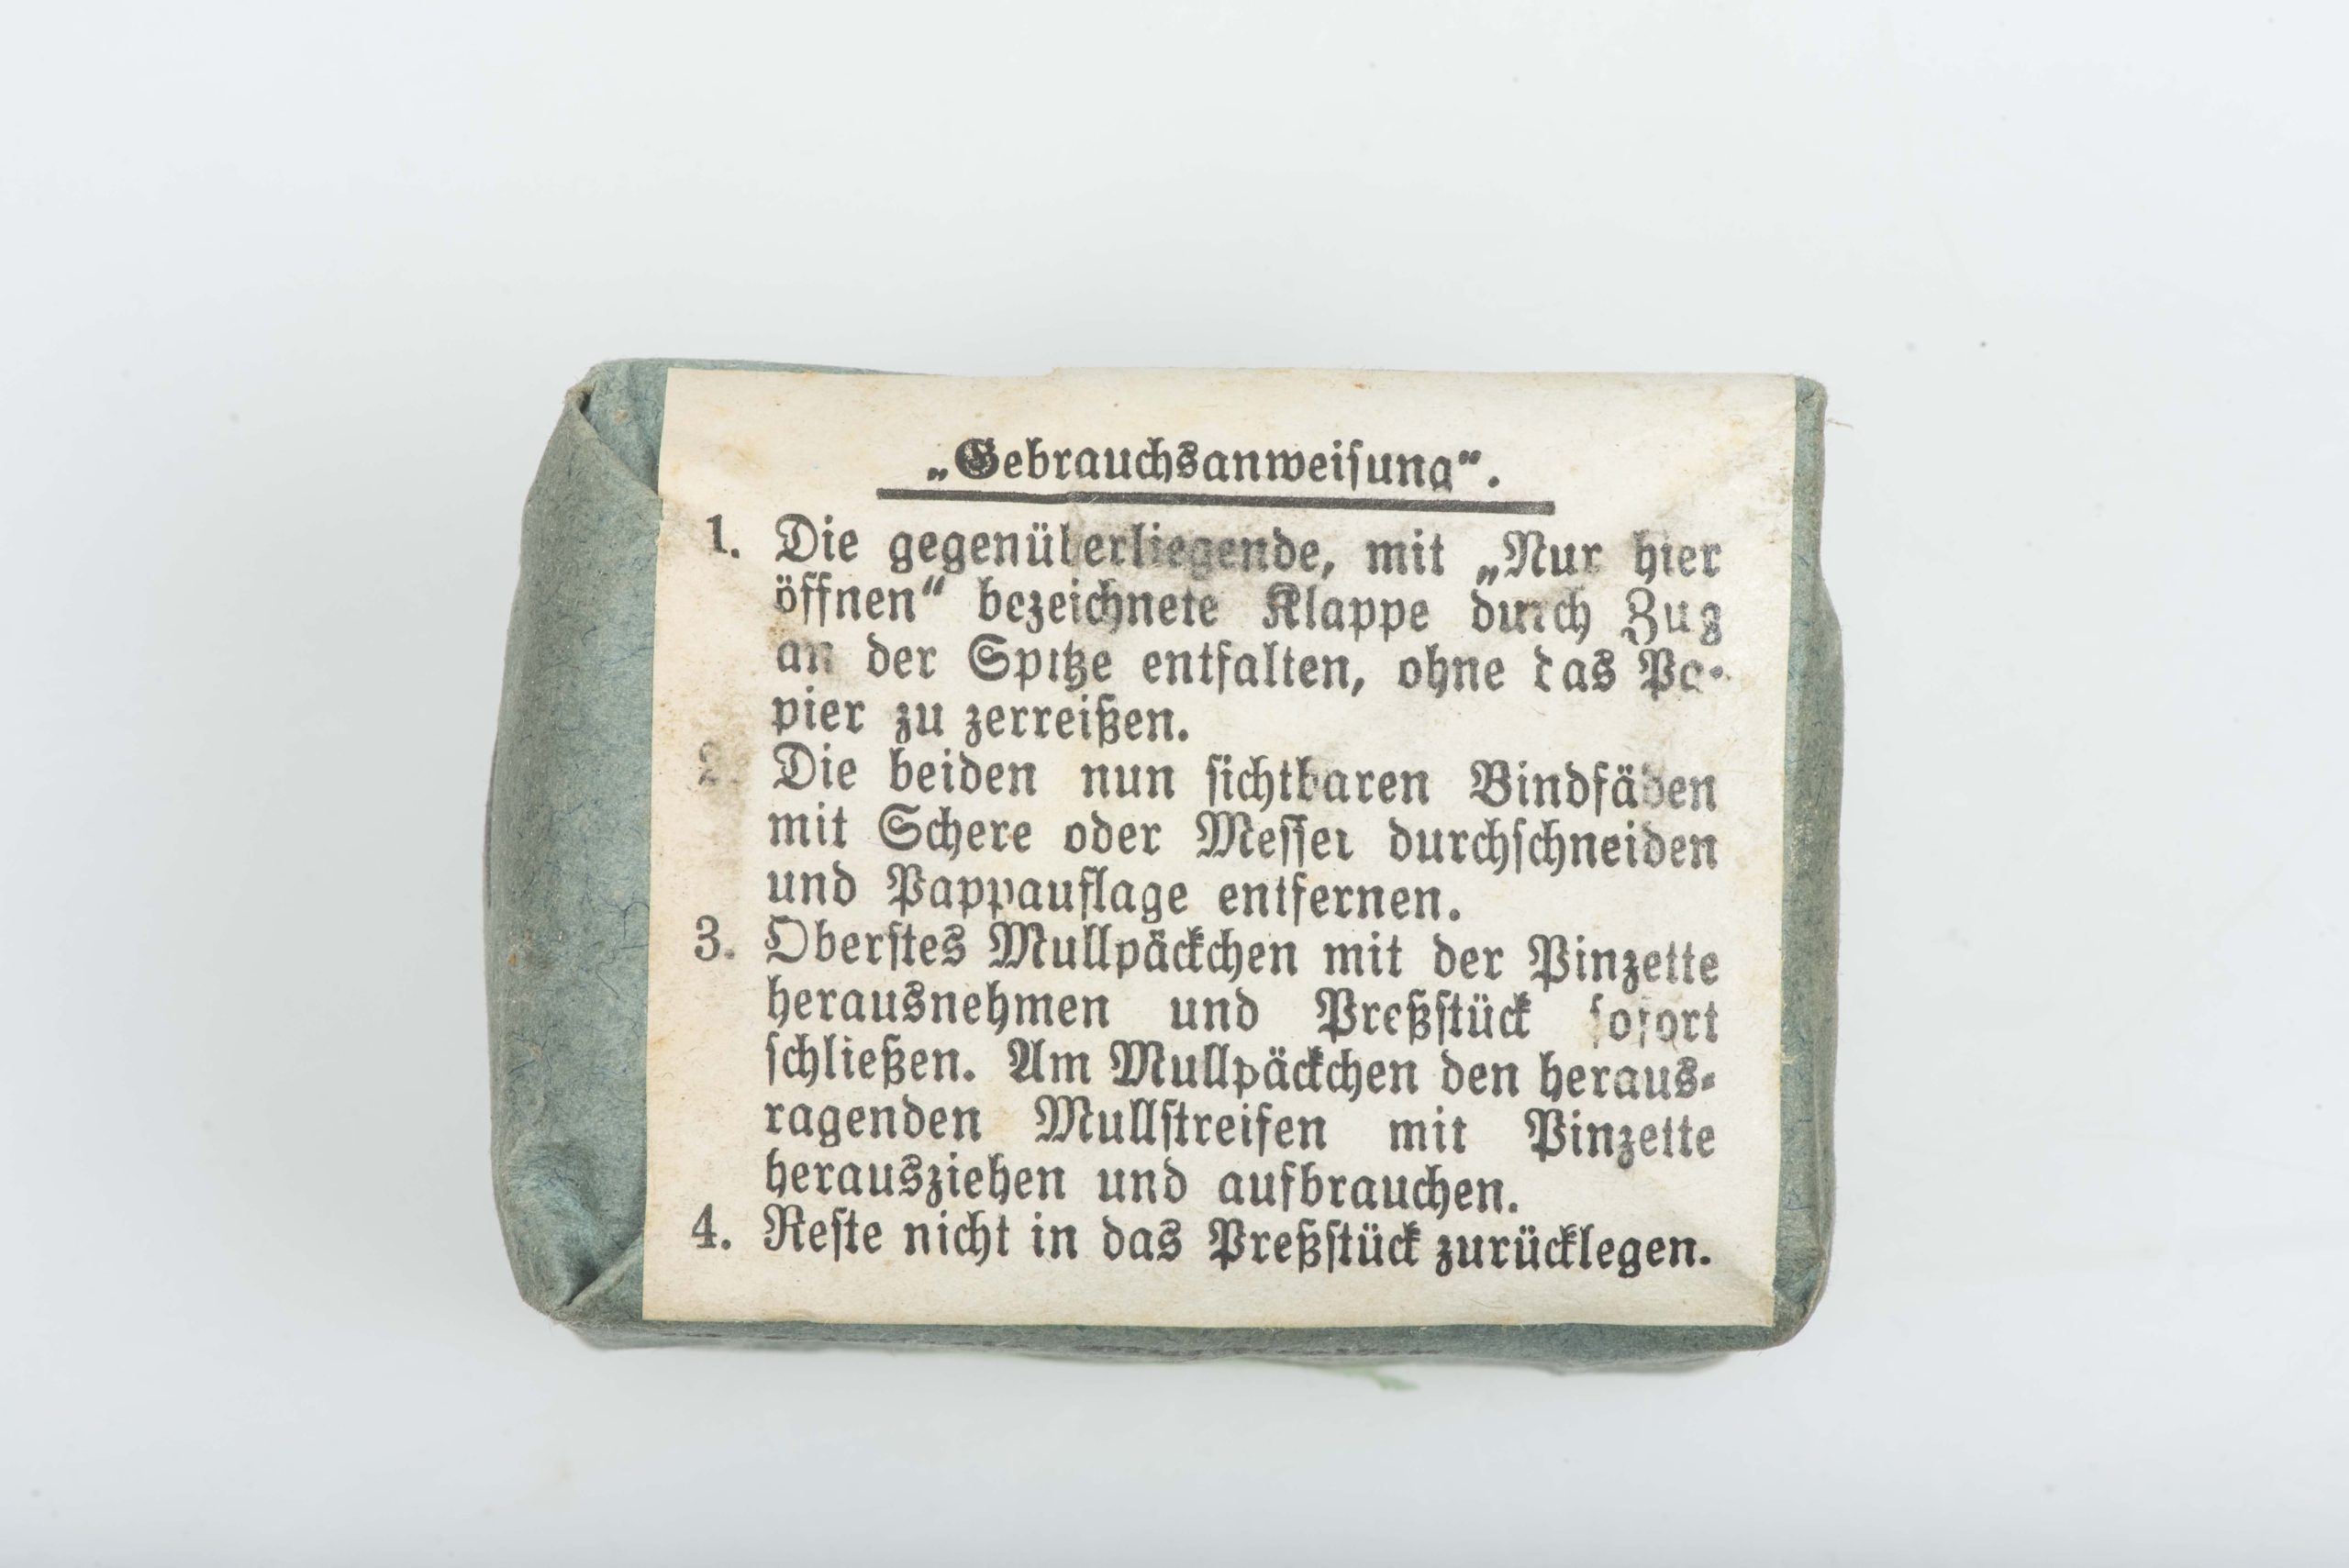 „Gebrauchsanweisung“.
1. Die gegenüberliegende, mit „Nur hier
öffnen“ bezeichnete Klappe durch Zug
an der Spitze entfalten, ohne das Pa-
pier zu zerreißen.
2. Die beiden nun sichtbaren Bindfäden
mit Schere oder Messer durchschneiden
und Pappauflage entfernen.
3. Oberstes Mullpäckchen mit der Pinzette
herausnehmen und Preßstück sofort
schließen. Am Mullpäckchen den heraus-
ragenden Mullstreifen mit Pinzette
herausziehen und aufbrauchen.
4. Reste nicht in das Preßstück zurücklegen.